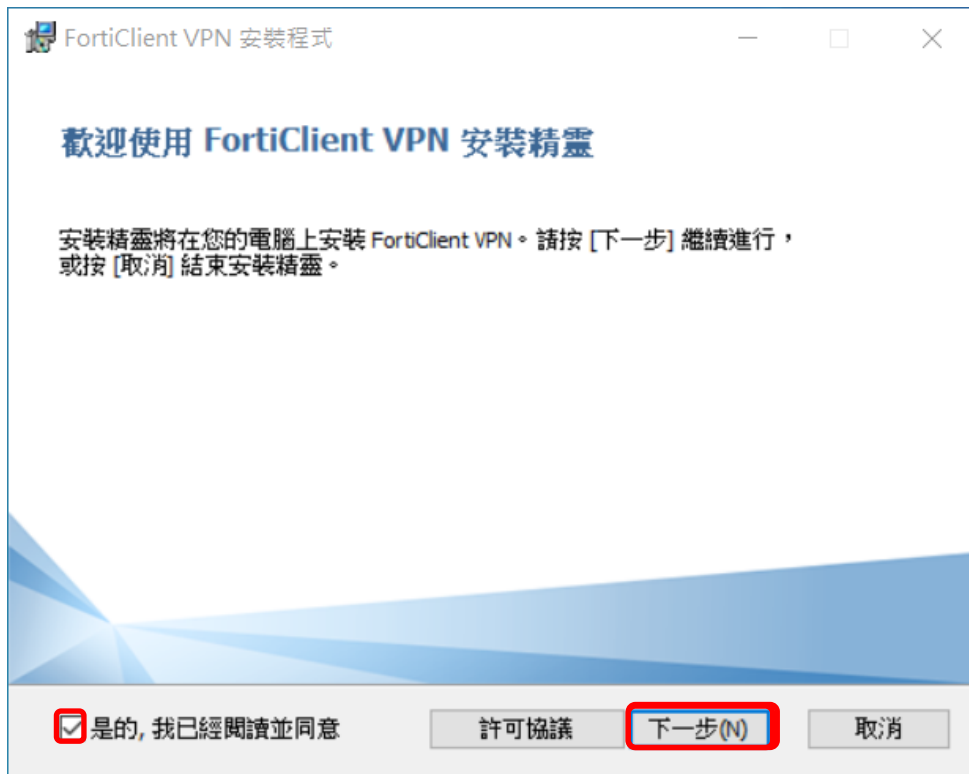 FortiClient VPN 安裝程式
歡迎使用 FortiClient VPN 安裝精靈
安裝精靈將在您的電腦上安裝 FortiClient VPN。請按 [下一步] 繼續進行，
或按 [取消] 結束安裝精靈。
是的, 我已經閱讀並同意 許可協議 下一步(N) 取消